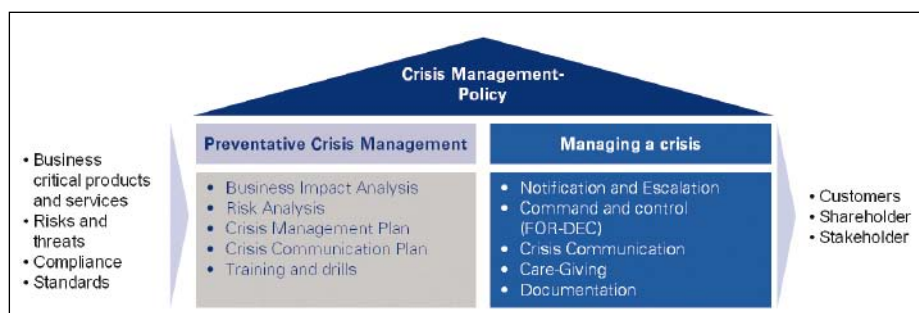 Crisis Management-
Policy
• Business
critical products
and services
• Risks and
threats
• Compliance
• Standards
Preventative Crisis Management
• Business Impact Analysis
• Risk Analysis
• Crisis Management Plan
• Crisis Communication Plan
• Training and drills
Managing a crisis
• Notification and Escalation
• Command and control
(FOR-DEC)
• Crisis Communication
• Care-Giving
• Documentation
• Customers
• Shareholder
• Stakeholder